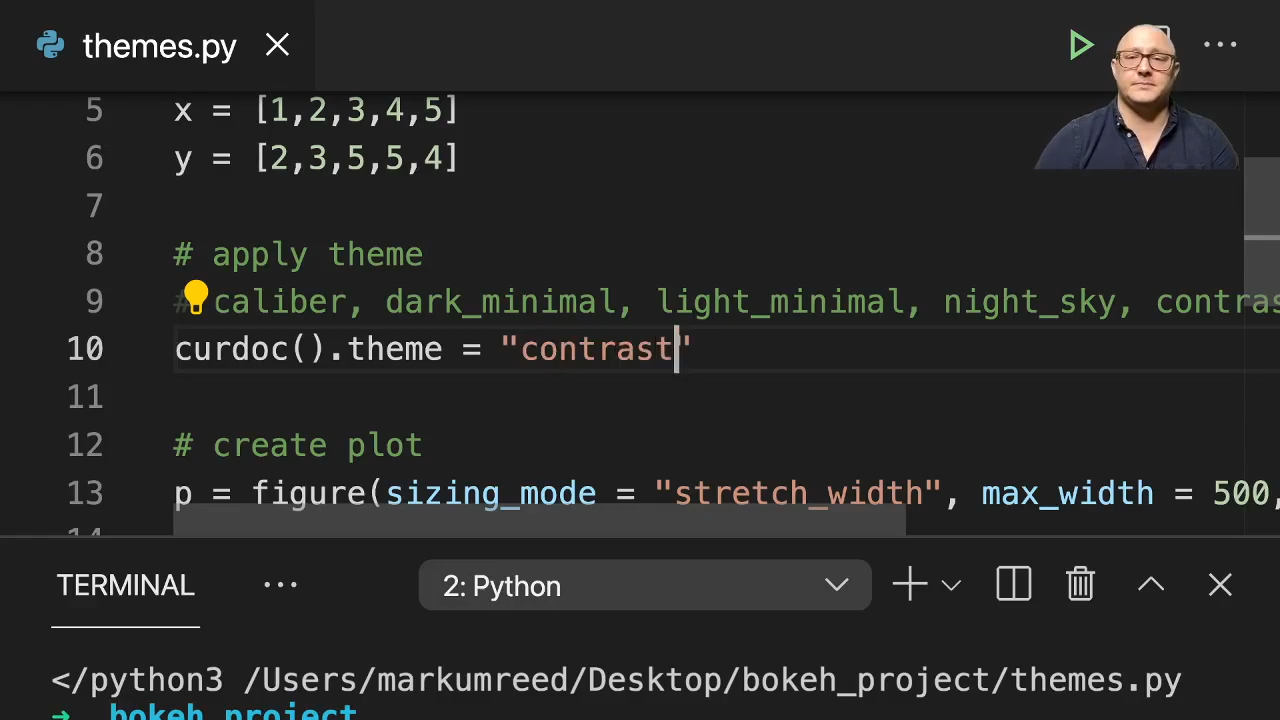 themes.py
5 x = [1,2,3,4,5]
6 y = [2,3,5,5,4]
7
8 # apply theme
9 # caliber, dark_minimal, light_minimal, night_sky, contras
10 curdoc().theme = "contrast"
11
12 # create plot
13 p = figure(sizing_mode = "stretch_width", max_width = 500,
14
TERMINAL ... 2: Python
</python3 /Users/markumreed/Desktop/bokeh_project/themes.py
➜ bokeh_project